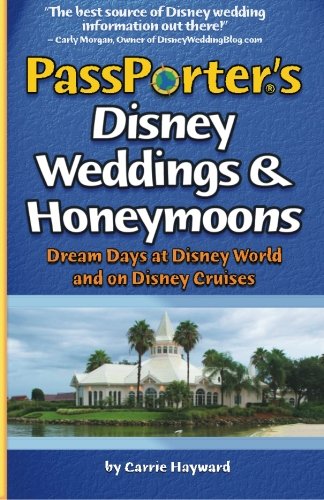 "The best source of Disney wedding
information out there!"
– Carly Morgan, Owner of DisneyWeddingBlog.com
PassPorter's®
Disney
Weddings &
Honeymoons
Dream Days at Disney World
and on Disney Cruises
by Carrie Hayward